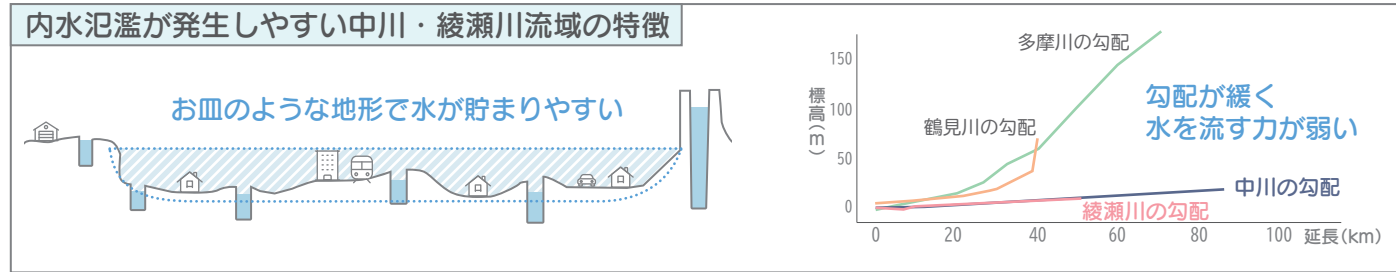 内水氾濫が発生しやすい中川・綾瀬川流域の特徴
お皿のような地形で水が貯まりやすい
標高(m)
150
100
50
0
0
20
40
60
80
100
延長(km)
多摩川の勾配
鶴見川の勾配
勾配が緩く
水を流す力が弱い
中川の勾配
綾瀬川の勾配